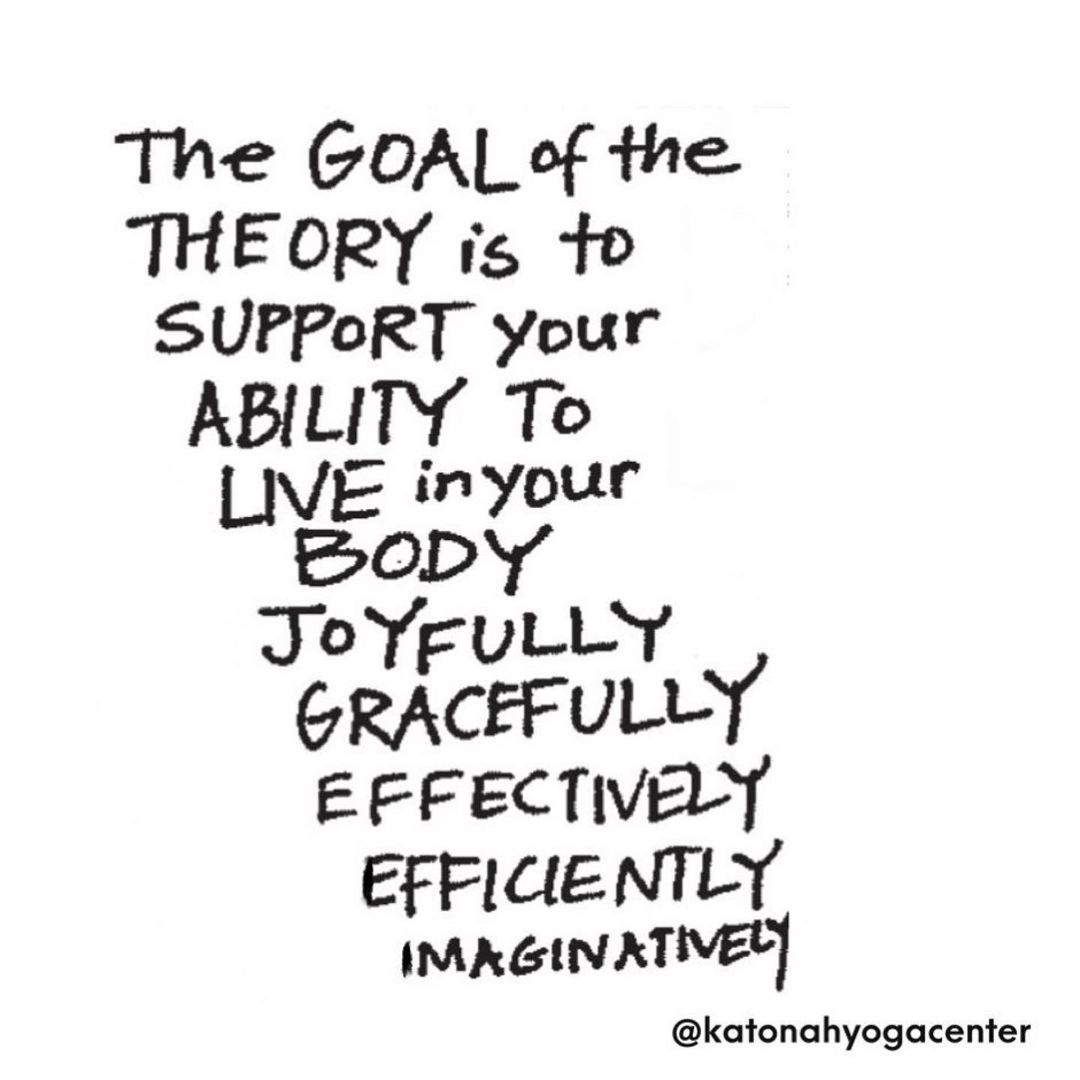 The GOAL of the
THEORY is to
SUPPORT your
ABILITY TO
LIVE in your
BODY
JOYFULLY
GRACEFULLY
EFFECTIVELY
EFFICIENTLY
IMAGINATIVELY
@katonahyogacenter